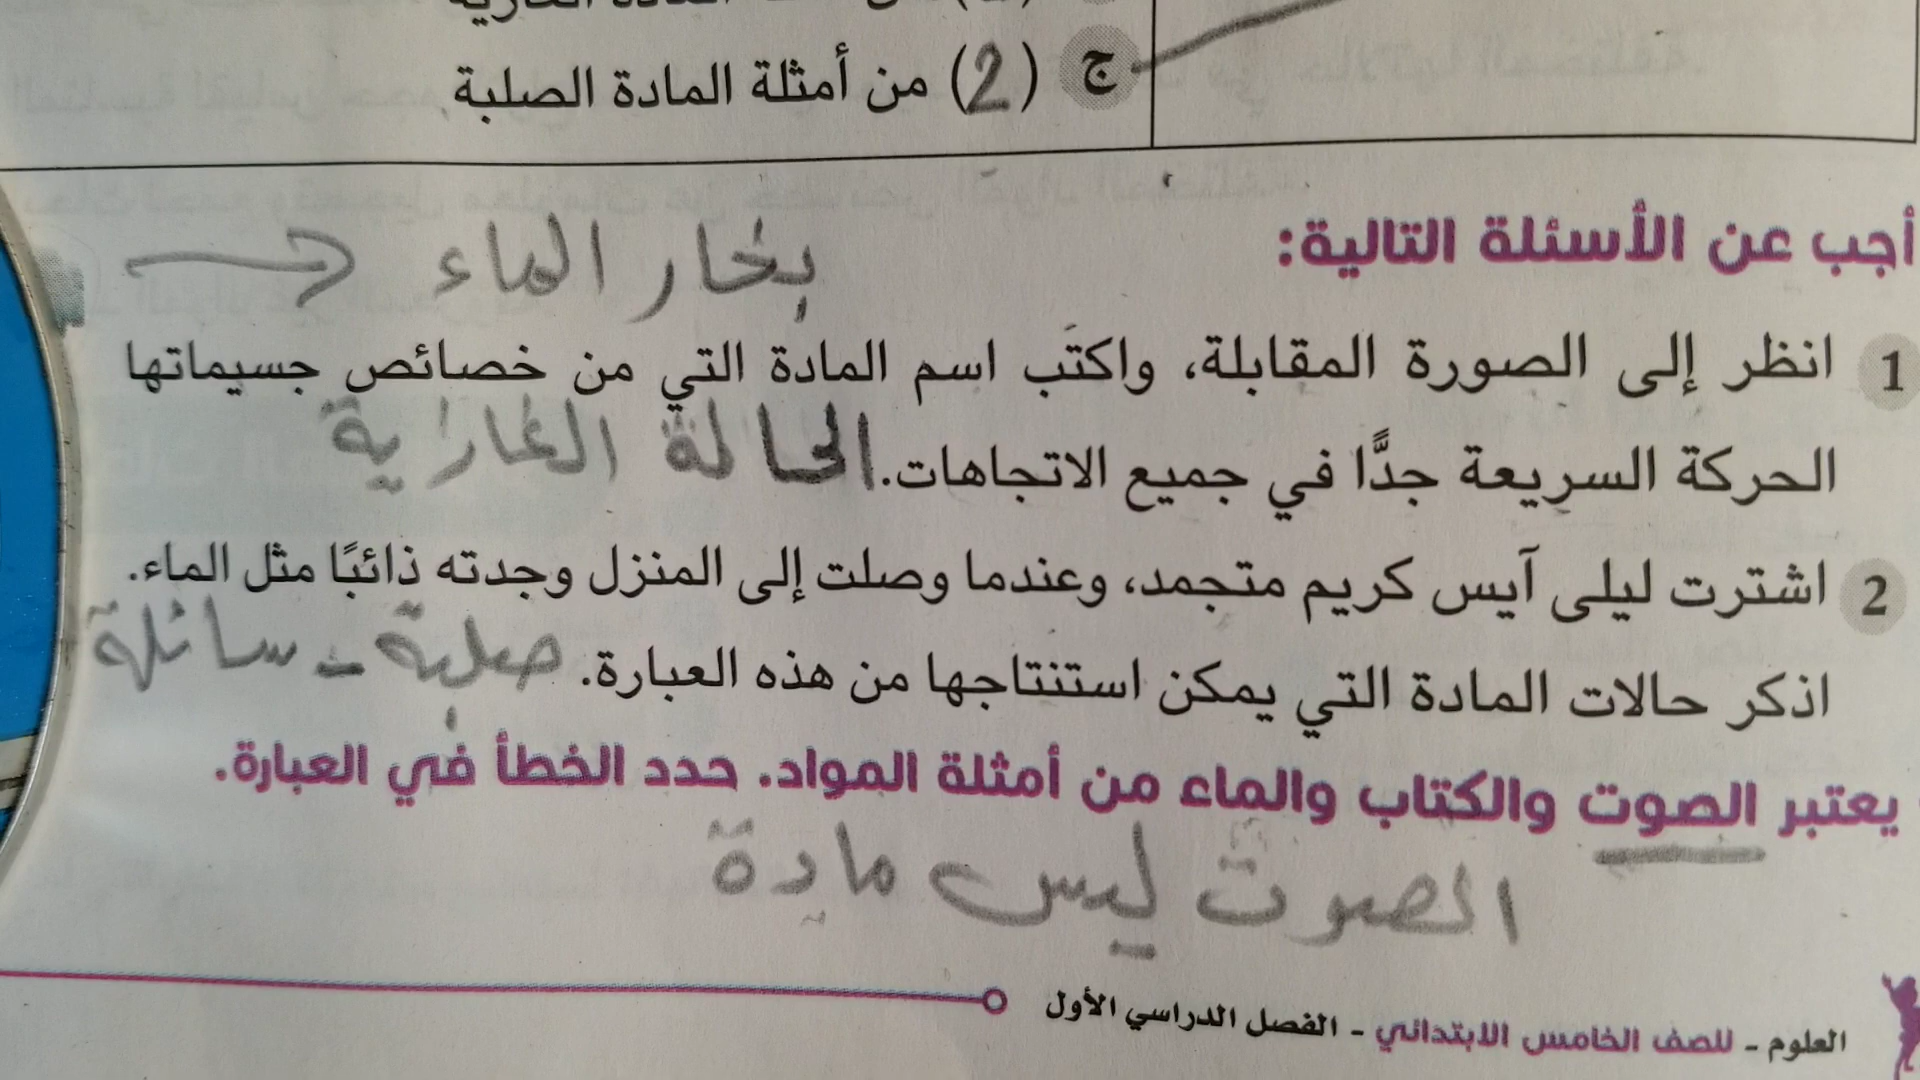 ج (2) من أمثلة المادة الصلبة
أجب عن الأسئلة التالية:
بخار الماء
1 انظر إلى الصورة المقابلة، واكتب اسم المادة التي من خصائص جسيماتها
الحركة السريعة جدًّا في جميع الاتجاهات. الحالة الغازية
2 اشترت ليلى آيس كريم متجمد، وعندما وصلت إلى المنزل وجدته ذائبًا مثل الماء.
اذكر حالات المادة التي يمكن استنتاجها من هذه العبارة. صلبة - سائلة
يعتبر الصوت والكتاب والماء من أمثلة المواد. حدد الخطأ في العبارة.
الصوت ليس مادة
العلوم - للصف الخامس الابتدائي - الفصل الدراسي الأول